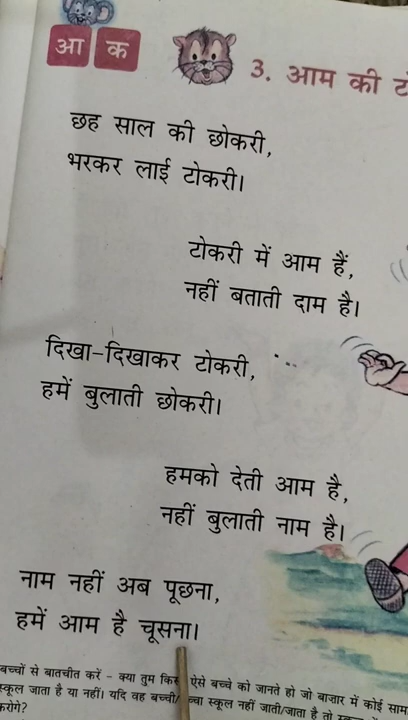 आ क
3. आम की
छह साल की छोकरी,
भरकर लाई टोकरी।
टोकरी में आम हैं,
नहीं बताती दाम है।
दिखा-दिखाकर टोकरी,
हमें बुलाती छोकरी।
हमको देती आम है,
नहीं बुलाती नाम है।
नाम नहीं अब पूछना,
हमें आम है चूसना।
बच्चों से बातचीत करें – क्या तुम ऐसे बच्चे को जानते हो जो बाज़ार में कोई
स्कूल जाता है या नहीं। यदि वह बच्ची/ स्कूल नहीं जाती/जाता है तो
करोगे?